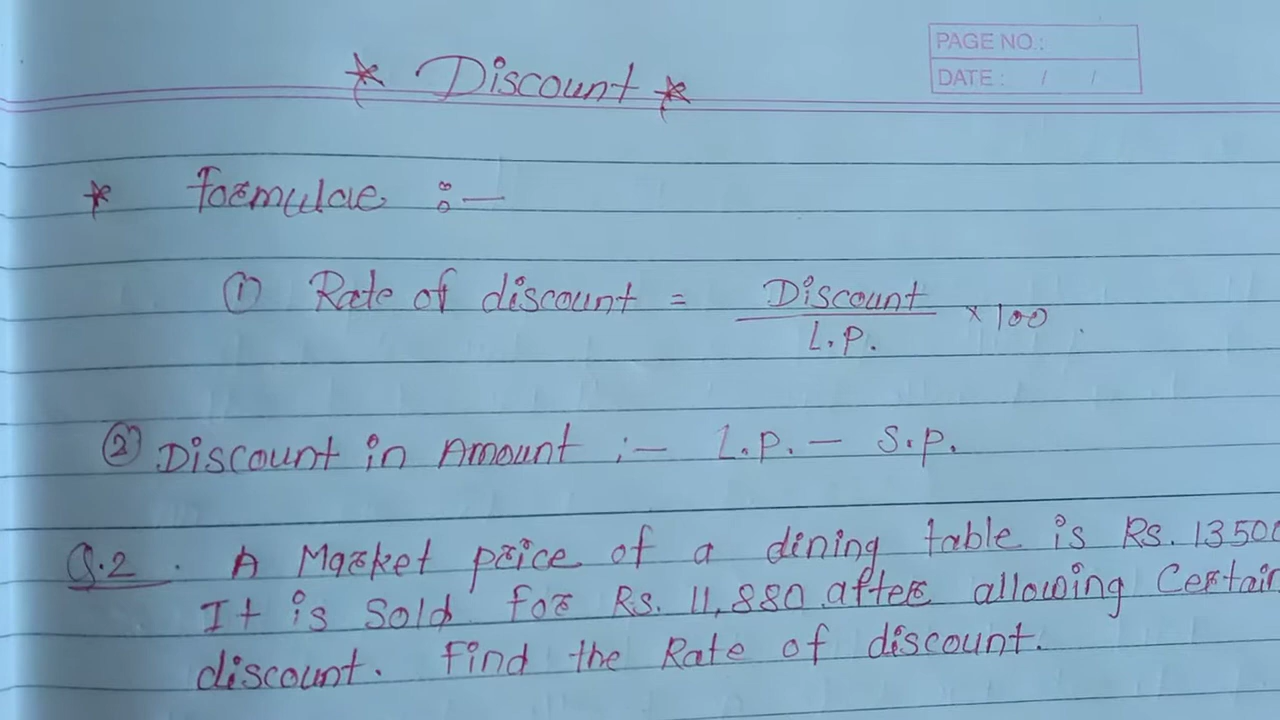 PAGE NO.:
DATE : / /
* Discount *
* Formulae :—
① Rate of discount = Discount / L.P. × 100.
② Discount in Amount :— L.P. — S.P.
Q.2. A Market price of a dining table is Rs. 13500
It is Sold for Rs. 11,880 after allowing Certain
discount. Find the Rate of discount.